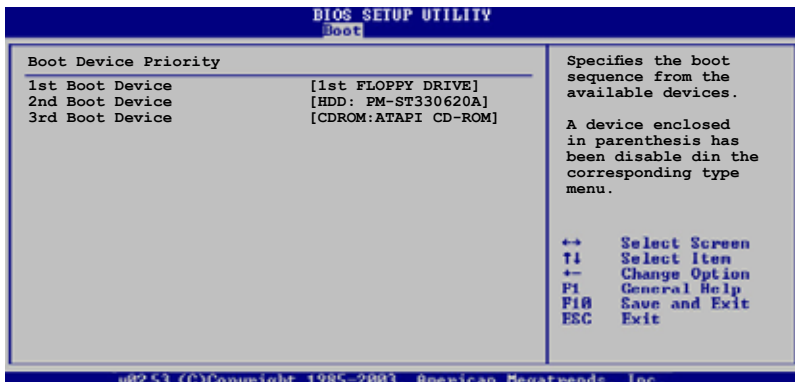 BIOS SETUP UTILITY
Boot
Boot Device Priority
1st Boot Device [1st FLOPPY DRIVE]
2nd Boot Device [HDD: PM-ST330620A]
3rd Boot Device [CDROM:ATAPI CD-ROM]
Specifies the boot
sequence from the
available devices.
A device enclosed
in parenthesis has
been disable din the
corresponding type
menu.
↔ Select Screen
↑↓ Select Item
+- Change Option
F1 General Help
F10 Save and Exit
ESC Exit
v02.53 (C)Copyright 1985-2003, American Megatrends, Inc.